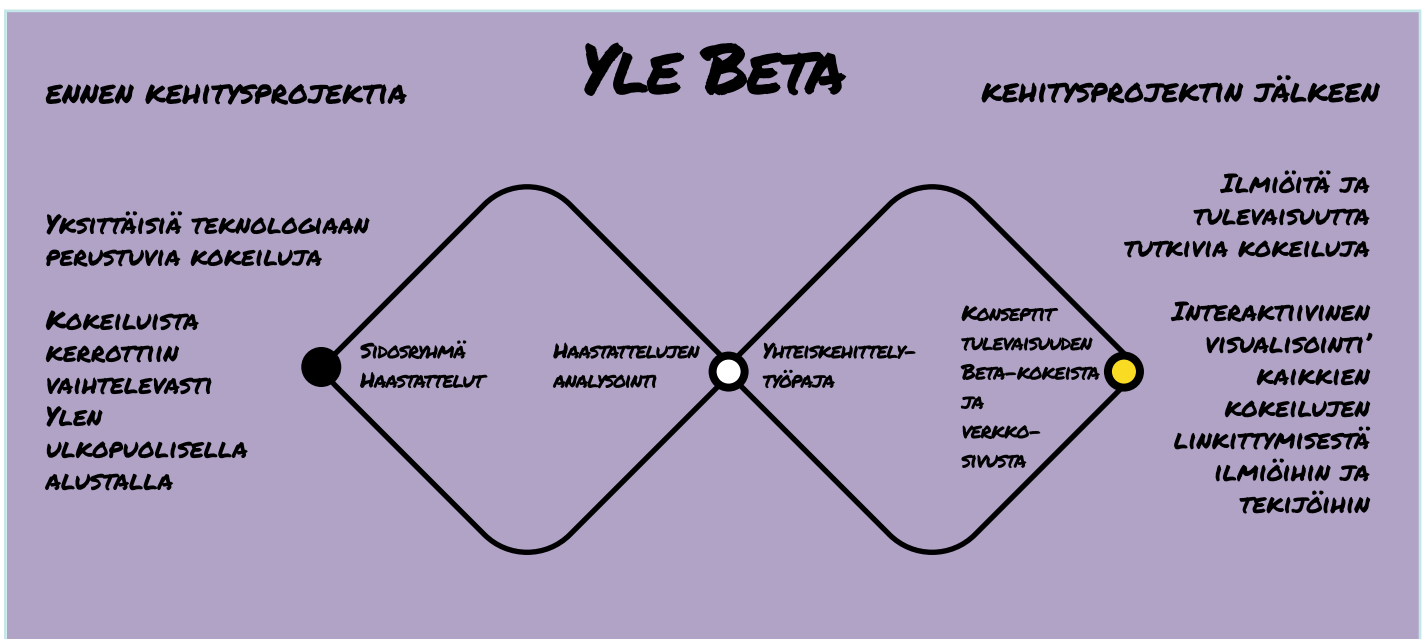 Yle Beta
ennen kehitysprojektia
kehitysprojektin jälkeen
Yksittäisiä teknologiaan
perustuvia kokeiluja
Kokeiluista
kerrottiin
vaihtelevasti
Ylen
ulkopuolisella
alustalla
Sidosryhmä
Haastattelut
Haastattelujen
analysointi
Yhteiskehittely-
työpaja
Konseptit
tulevaisuuden
Beta-kokeista
ja
verkko-
sivusta
Ilmiöitä ja
tulevaisuutta
tutkivia kokeiluja
Interaktiivinen
visualisointi'
kaikkien
kokeilujen
linkittymisestä
ilmiöihin ja
tekijöihin